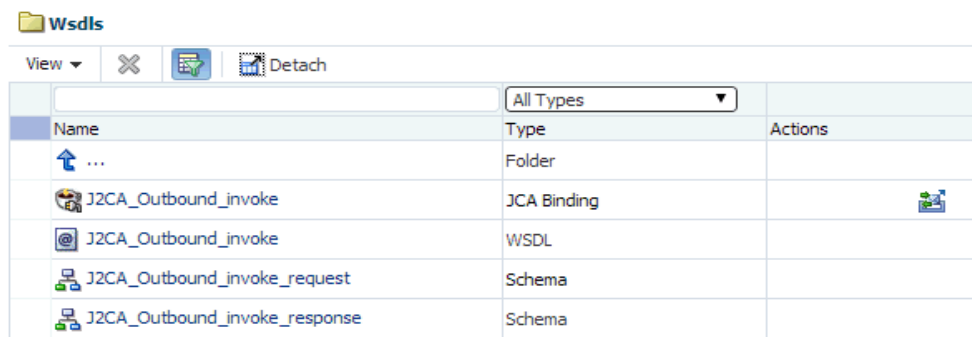 Wsdls
View Detach
All Types
Name Type Actions
... Folder
J2CA_Outbound_invoke JCA Binding
J2CA_Outbound_invoke WSDL
J2CA_Outbound_invoke_request Schema
J2CA_Outbound_invoke_response Schema